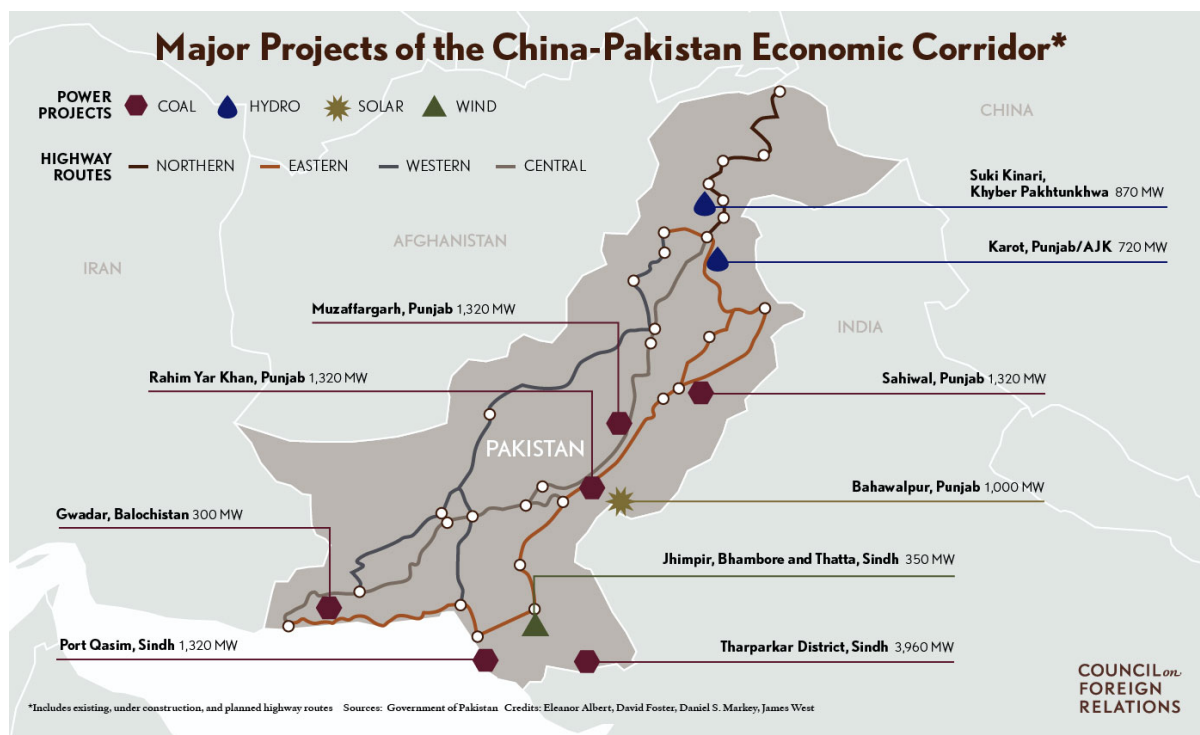 Major Projects of the China-Pakistan Economic Corridor*
POWER
PROJECTS
COAL
HYDRO
SOLAR
WIND
HIGHWAY
ROUTES
NORTHERN
EASTERN
WESTERN
CENTRAL
CHINA
Suki Kinari,
Khyber Pakhtunkhwa 870 MW
AFGHANISTAN
Karot, Punjab/AJK 720 MW
IRAN
Muzaffargarh, Punjab 1,320 MW
INDIA
Rahim Yar Khan, Punjab 1,320 MW
Sahiwal, Punjab 1,320 MW
PAKISTAN
Bahawalpur, Punjab 1,000 MW
Gwadar, Balochistan 300 MW
Jhimpir, Bhambore and Thatta, Sindh 350 MW
Port Qasim, Sindh 1,320 MW
Tharparkar District, Sindh 3,960 MW
COUNCIL on
FOREIGN
RELATIONS
*Includes existing, under construction, and planned highway routes Sources: Government of Pakistan Credits: Eleanor Albert, David Foster, Daniel S. Markey, James West